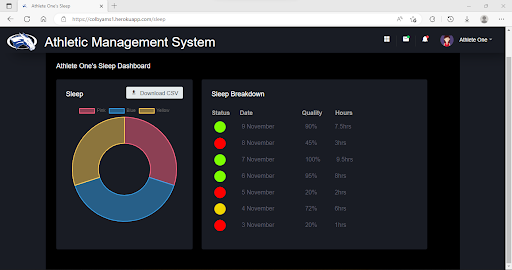 Athlete One's Sleep
https://colbyams1.herokuapp.com/sleep
Athletic Management System
Athlete One
Athlete One's Sleep Dashboard
Sleep
Download CSV
Pink Blue Yellow
Sleep Breakdown
Status Date Quality Hours
9 November 90% 7.5hrs
8 November 45% 3hrs
7 November 100% 9.5hrs
6 November 95% 8hrs
5 November 20% 2hrs
4 November 72% 6hrs
3 November 20% 1hrs